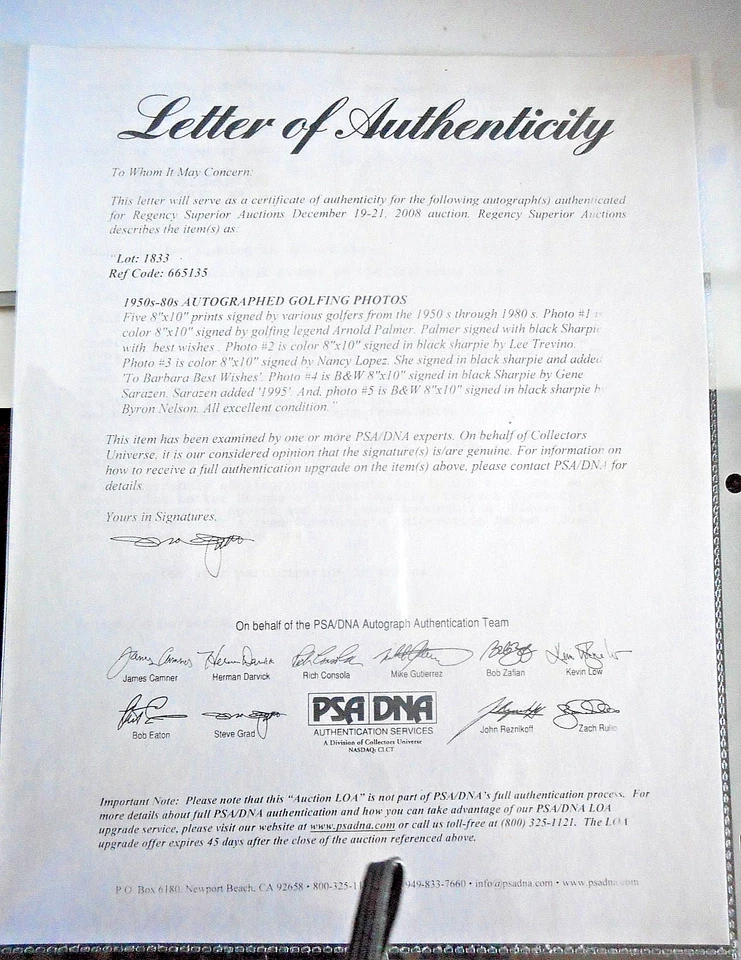 Letter of Authenticity
To Whom It May Concern:
This letter will serve as a certificate of authenticity for the following autograph(s) authenticated
for Regency Superior Auctions December 19-21, 2008 auction. Regency Superior Auctions
describes the item(s) as:
"Lot: 1833
Ref Code: 665135
1950s-80s AUTOGRAPHED GOLFING PHOTOS
Five 8"x10" prints signed by various golfers from the 1950 s through 1980 s. Photo #1 is
color 8"x10" signed by golfing legend Arnold Palmer. Palmer signed with black Sharpie
with best wishes . Photo #2 is color 8"x10" signed in black sharpie by Lee Trevino.
Photo #3 is color 8"x10" signed by Nancy Lopez. She signed in black sharpie and added
'To Barbara Best Wishes'. Photo #4 is B&W 8"x10" signed in black Sharpie by Gene
Sarazen. Sarazen added '1995'. And, photo #5 is B&W 8"x10" signed in black sharpie by
Byron Nelson. All excellent condition."
This item has been examined by one or more PSA/DNA experts. On behalf of Collectors
Universe, it is our considered opinion that the signature(s) is/are genuine. For information on
how to receive a full authentication upgrade on the item(s) above, please contact PSA/DNA for
details.
Yours in Signatures,
On behalf of the PSA/DNA Autograph Authentication Team
James Camner Herman Darvick Rich Consola Mike Gutierrez Bob Zafian Kevin Low
Bob Eaton Steve Grad PSA DNA John Reznikoff Zach Rullo
AUTHENTICATION SERVICES
A Division of Collectors Universe
NASDAQ: CLCT
Important Note: Please note that this "Auction LOA" is not part of PSA/DNA's full authentication process. For
more details about full PSA/DNA authentication and how you can take advantage of our PSA/DNA LOA
upgrade service, please visit our website at www.psadna.com or call us toll-free at (800) 325-1121. The LOA
upgrade offer expires 45 days after the close of the auction referenced above.
P.O. Box 6180, Newport Beach, CA 92658 • 800-325-11 949-833-7660 • info@psadna.com • www.psadna.com